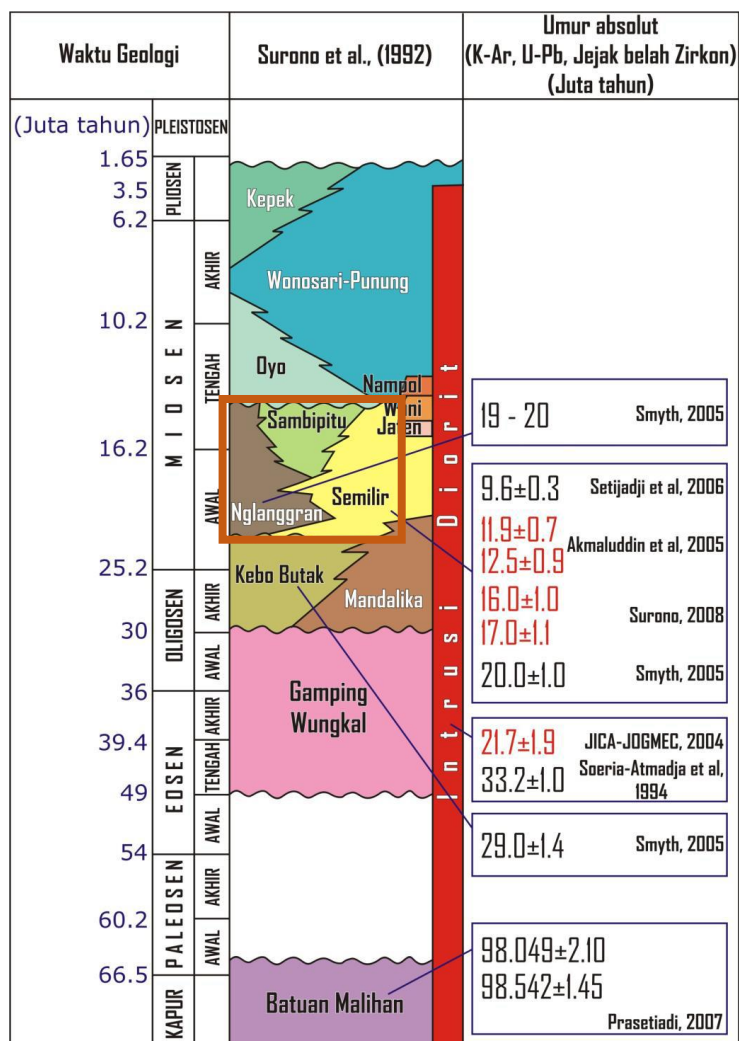 Waktu Geologi
Surono et al., (1992)
Umur absolut
(K-Ar, U-Pb, Jejak belah Zirkon)
(Juta tahun)
(Juta tahun)
PLEISTOSEN
1.65
3.5
6.2
10.2
16.2
25.2
30
36
39.4
49
54
60.2
66.5
PLIOSEN
MIOSEN
AKHIR
TENGAH
AWAL
OLIGOSEN
AKHIR
AWAL
EOSEN
AKHIR
TENGAH
AWAL
PALEOSEN
AKHIR
AWAL
KAPUR
Kepek
Wonosari-Punung
Oyo
Nampol
Wuni
Jaten
Sambipitu
Semilir
Nglanggran
Kebo Butak
Mandalika
Gamping
Wungkal
Batuan Malihan
Intrusi Diorit
19 - 20 Smyth, 2005
9.6±0.3 Setijadji et al, 2006
11.9±0.7
12.5±0.9 Akmaluddin et al, 2005
16.0±1.0
17.0±1.1 Surono, 2008
20.0±1.0 Smyth, 2005
21.7±1.9 JICA-JOGMEC, 2004
33.2±1.0 Soeria-Atmadja et al,
1994
29.0±1.4 Smyth, 2005
98.049±2.10
98.542±1.45
Prasetiadi, 2007